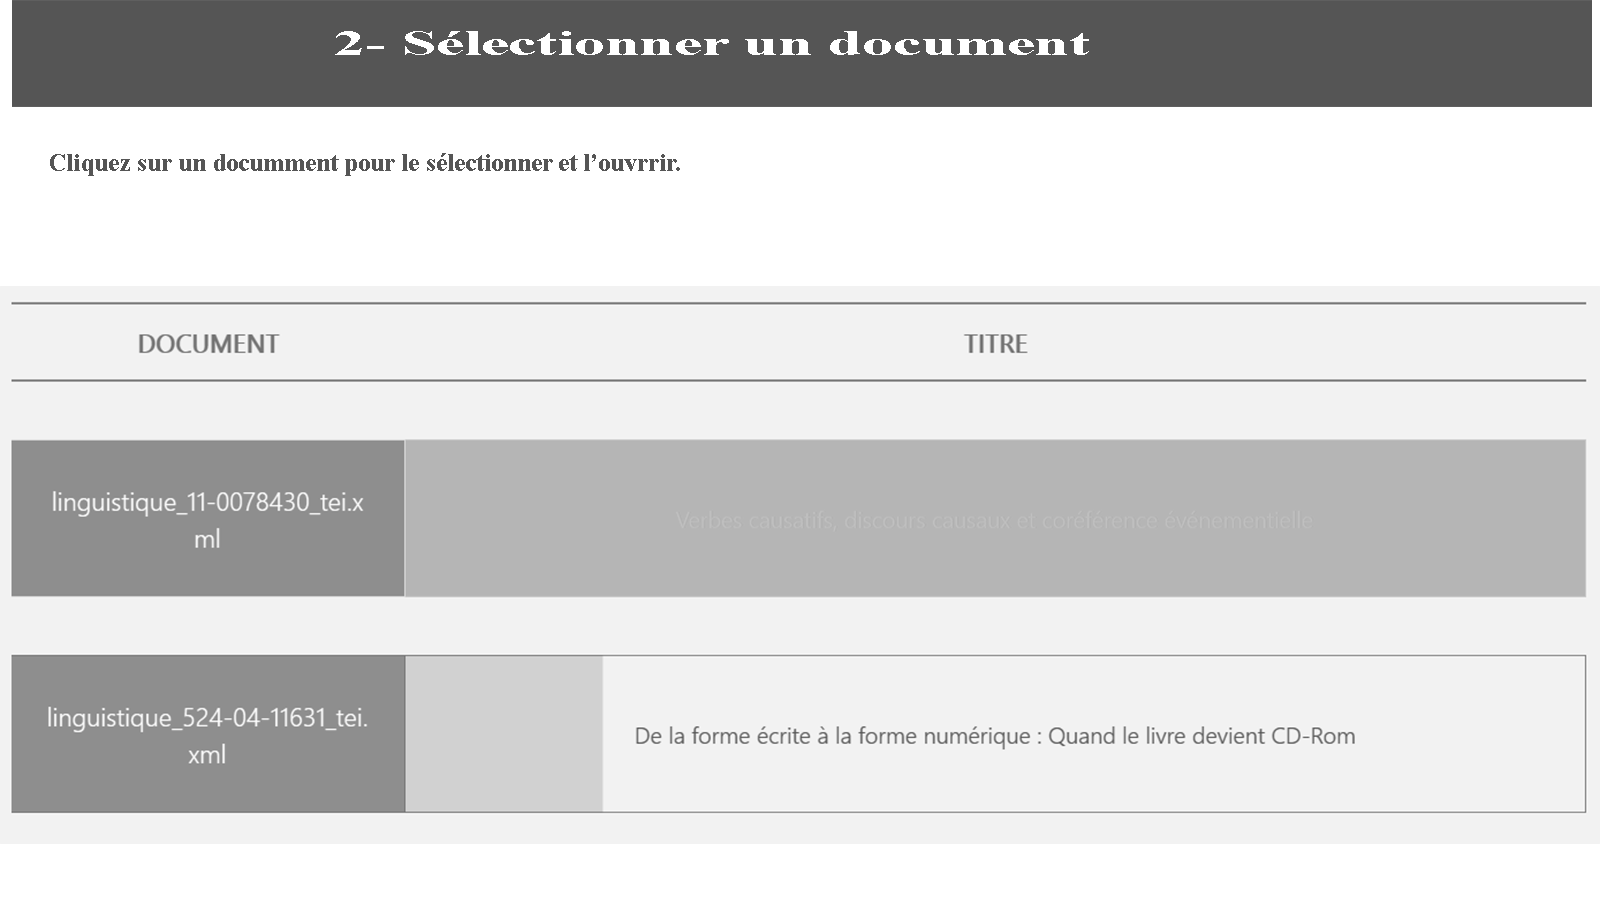 2- Sélectionner un document
Cliquez sur un documment pour le sélectionner et l’ouvrrir.
DOCUMENT TITRE
linguistique_11-0078430_tei.x
ml
Verbes causatifs, discours causaux et coréférence événementielle
linguistique_524-04-11631_tei.
xml
De la forme écrite à la forme numérique : Quand le livre devient CD-Rom